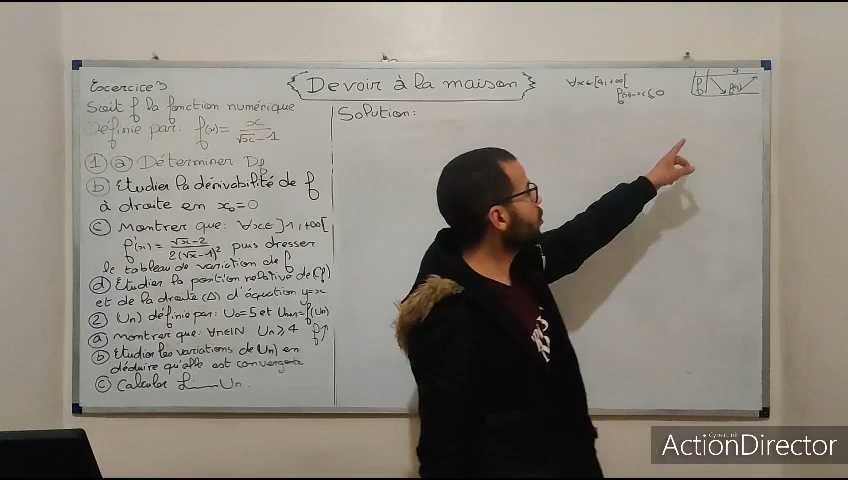 Exercice 3
Soit f la fonction numérique
Définie par: f(x) = x/(√x - 1)
1) a) Déterminer Df
b) Etudier la dérivabilité de f
à droite en x₀=0
c) Montrer que: ∀x∈]1,+∞[
f'(x) = (√x-2)/(2(√x-1)²) puis dresser
le tableau de variation de f
d) Etudier la position relative de (Cf)
et de la droite (Δ) d'équation y=x
2) (Un) définie par: U₀=5 et Un+1=f(Un)
a) Montrer que: ∀n∈IN Un ⩾ 4 f↗
b) Etudier les variations de (Un) en
déduire qu'elle est convergente
c) Calculer Lim Un.
Devoir à la maison
Solution:
∀x∈[4,+∞[
f(x)-x⩽0
4
f f(4)
CyberLink
ActionDirector